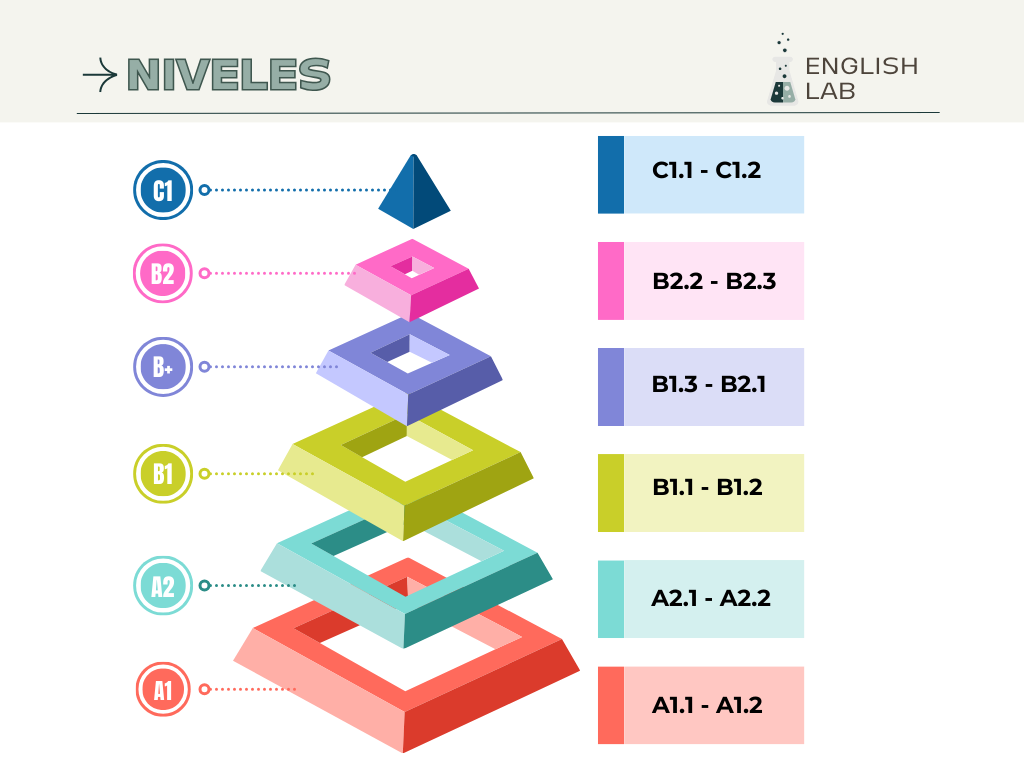 NIVELES
ENGLISH
LAB
C1
C1.1 - C1.2
B2
B2.2 - B2.3
B+
B1.3 - B2.1
B1
B1.1 - B1.2
A2
A2.1 - A2.2
A1
A1.1 - A1.2